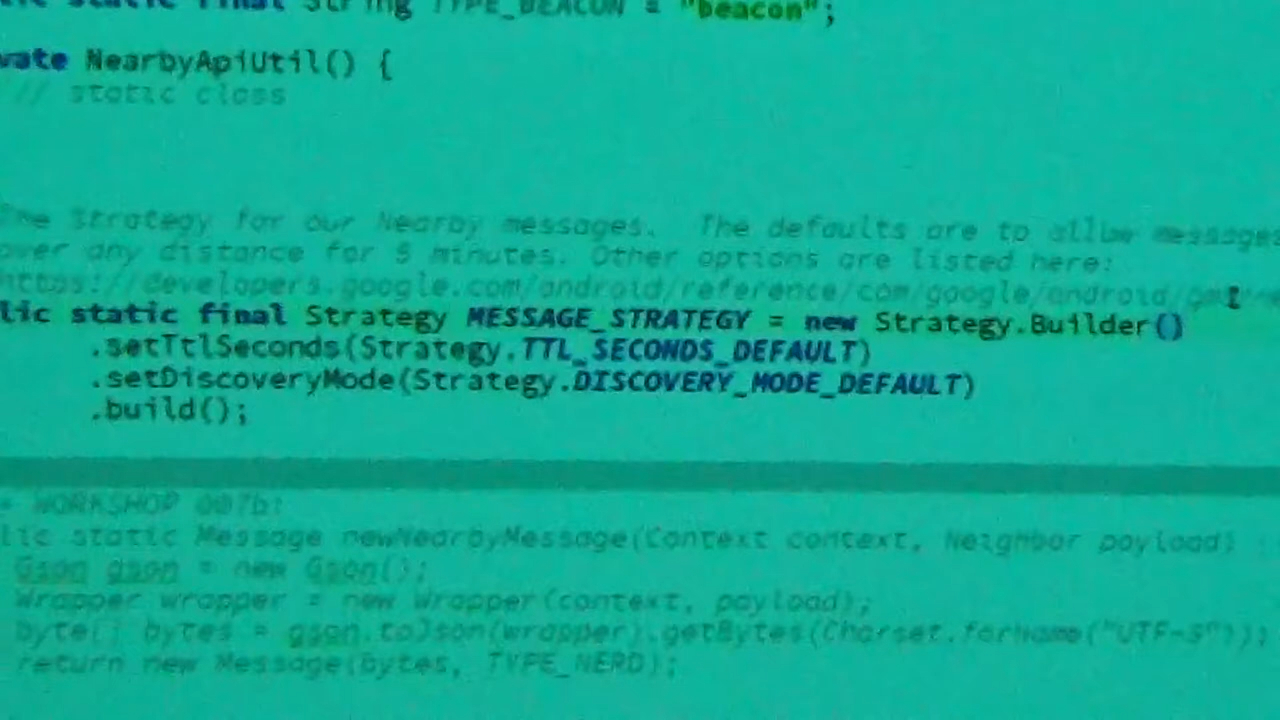 static final String TYPE_BEACON = "beacon";
vate NearbyApiUtil() {
// static class
The Strategy for our Nearby messages. The defaults are to allow messages
over any distance for 5 minutes. Other options are listed here:
https://developers.google.com/android/reference/com/google/android/gms
lic static final Strategy MESSAGE_STRATEGY = new Strategy.Builder()
.setTtlSeconds(Strategy.TTL_SECONDS_DEFAULT)
.setDiscoveryMode(Strategy.DISCOVERY_MODE_DEFAULT)
.build();
* WORKSHOP 007b:
lic static Message newNearbyMessage(Context context, Neighbor payload)
Gson gson = new Gson();
Wrapper wrapper = new Wrapper(context, payload);
byte[] bytes = gson.toJson(wrapper).getBytes(Charset.forName("UTF-8"));
return new Message(bytes, TYPE_NERD);